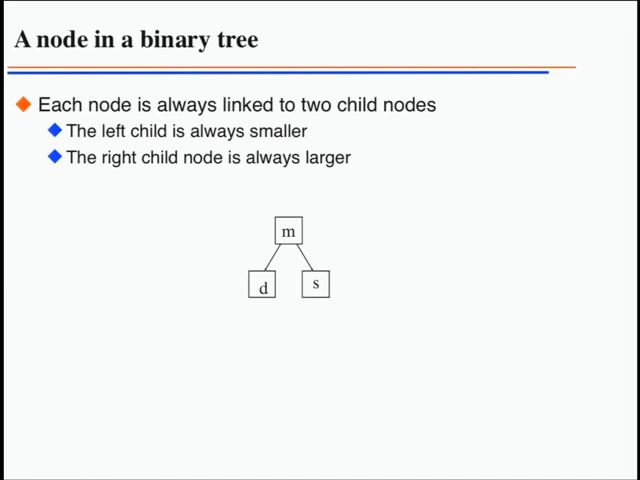 A node in a binary tree
Each node is always linked to two child nodes
The left child is always smaller
The right child node is always larger
m
d s